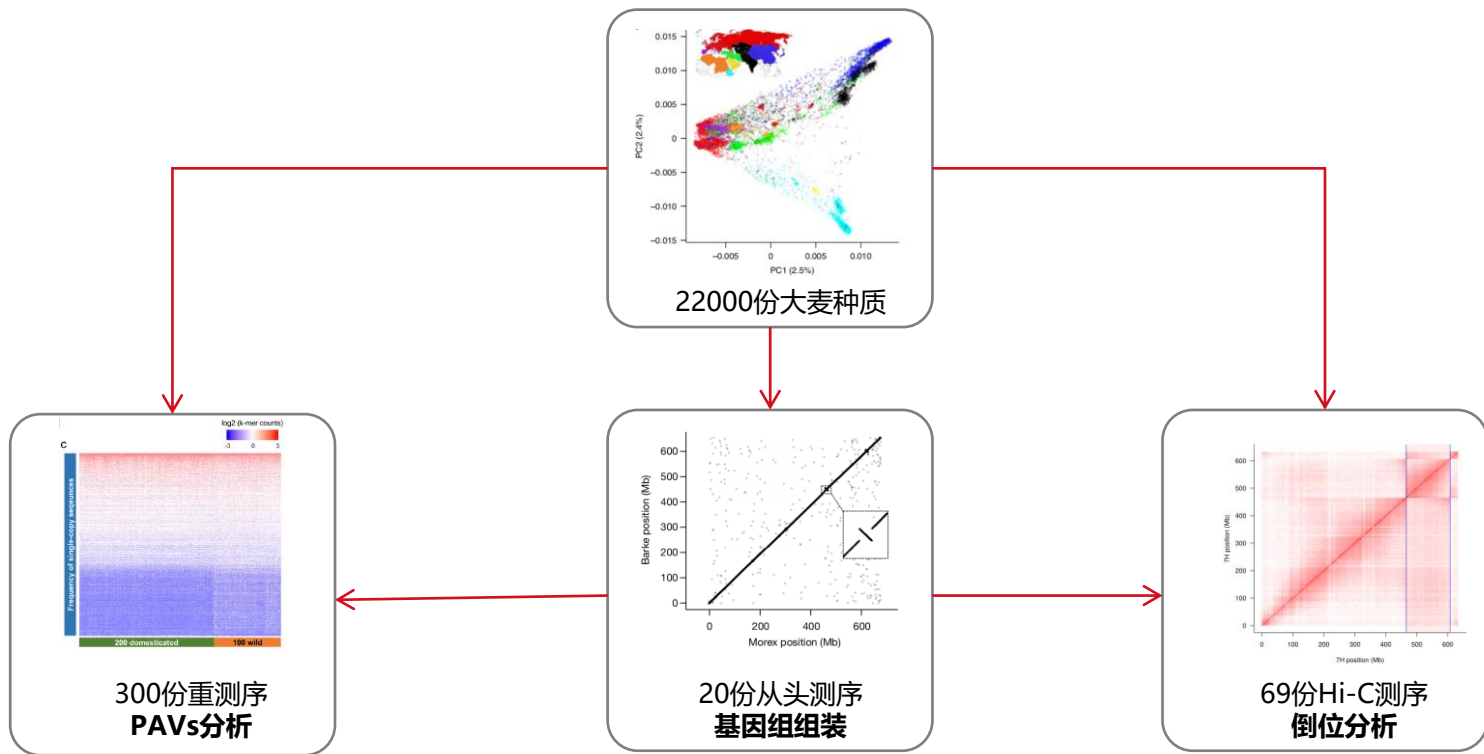 0.015
0.010
0.005
0
−0.005
−0.010
−0.015
PC2 (2.4%)
−0.005 0 0.005 0.010
PC1 (2.5%)
22000份大麦种质
C
log2 (k-mer counts)
-3 0 3
Frequency of single-copy seqeunces
200 domesticated 100 wild
300份重测序
PAVs分析
600
500
400
300
200
100
0
Barke position (Mb)
0 200 400 600
Morex position (Mb)
20份从头测序
基因组组装
600
500
400
300
200
100
0
7H position (Mb)
0 100 200 300 400 500 600
7H position (Mb)
69份Hi-C测序
倒位分析